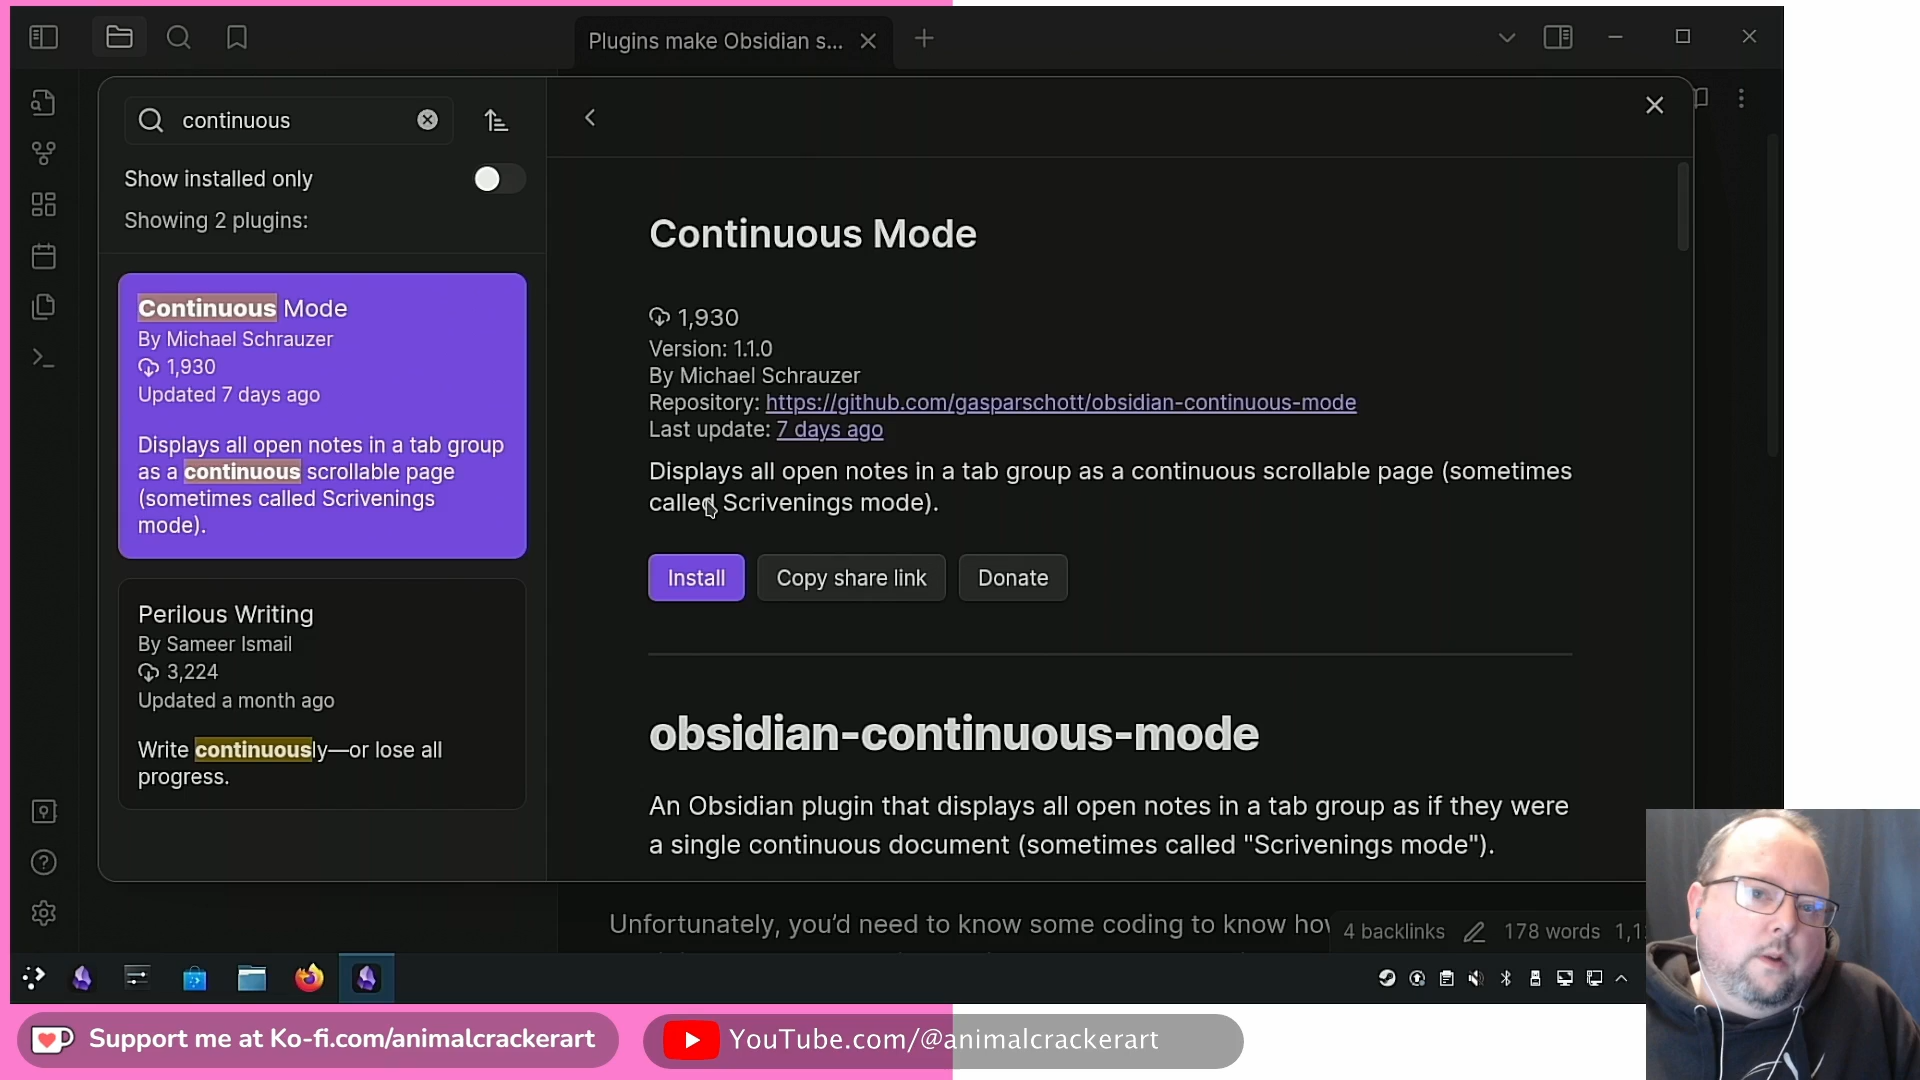 Plugins make Obsidian s...
continuous
Show installed only
Showing 2 plugins:
Continuous Mode
By Michael Schrauzer
1,930
Updated 7 days ago
Displays all open notes in a tab group
as a continuous scrollable page
(sometimes called Scrivenings
mode).
Perilous Writing
By Sameer Ismail
3,224
Updated a month ago
Write continuously—or lose all
progress.
Continuous Mode
1,930
Version: 1.1.0
By Michael Schrauzer
Repository: https://github.com/gasparschott/obsidian-continuous-mode
Last update: 7 days ago
Displays all open notes in a tab group as a continuous scrollable page (sometimes
called Scrivenings mode).
Install
Copy share link
Donate
obsidian-continuous-mode
An Obsidian plugin that displays all open notes in a tab group as if they were
a single continuous document (sometimes called "Scrivenings mode").
Unfortunately, you'd need to know some coding to know
4 backlinks
178 words
Support me at Ko-fi.com/animalcrackerart
YouTube.com/@animalcrackerart